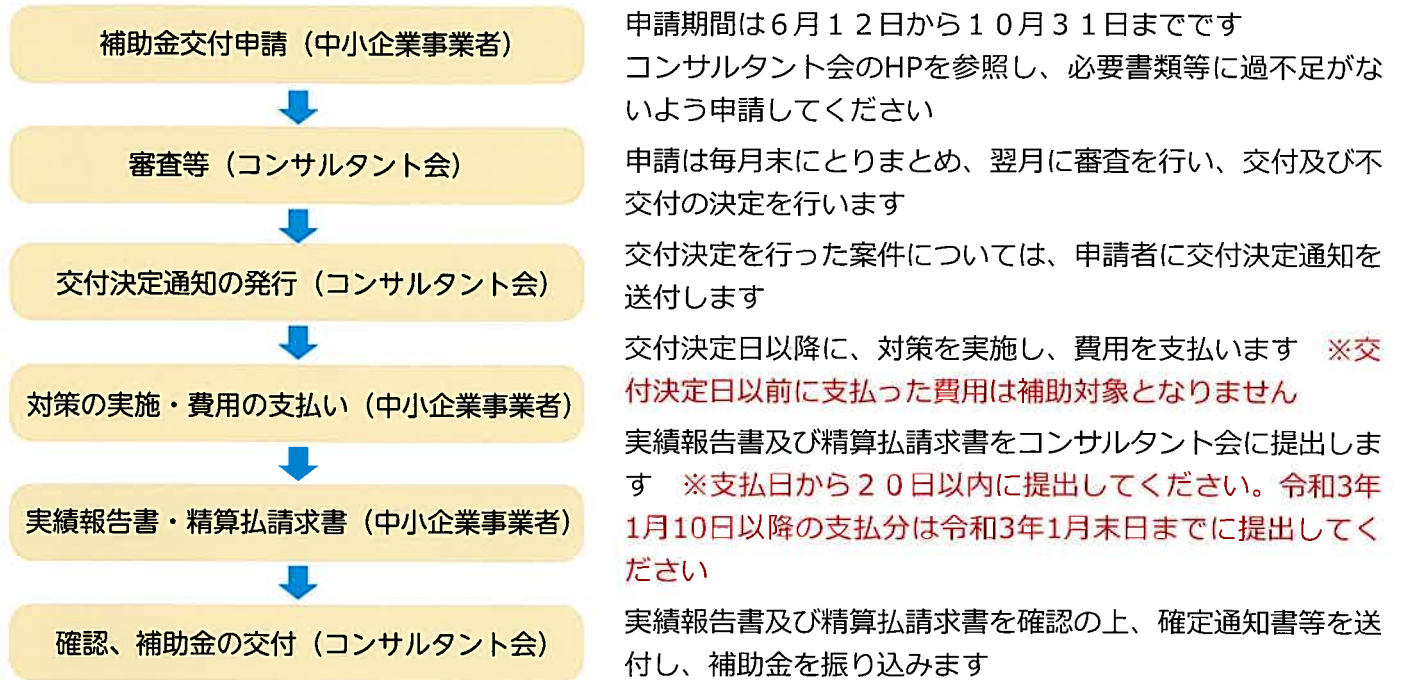 補助金交付申請（中小企業事業者）
申請期間は６月１２日から１０月３１日までです
コンサルタント会のHPを参照し、必要書類等に過不足がな
いよう申請してください
審査等（コンサルタント会）
申請は毎月末にとりまとめ、翌月に審査を行い、交付及び不
交付の決定を行います
交付決定通知の発行（コンサルタント会）
交付決定を行った案件については、申請者に交付決定通知を
送付します
対策の実施・費用の支払い（中小企業事業者）
交付決定日以降に、対策を実施し、費用を支払います　※交
付決定日以前に支払った費用は補助対象となりません
実績報告書・精算払請求書（中小企業事業者）
実績報告書及び精算払請求書をコンサルタント会に提出しま
す　※支払日から２０日以内に提出してください。令和3年
1月10日以降の支払分は令和3年1月末日までに提出してく
ださい
確認、補助金の交付（コンサルタント会）
実績報告書及び精算払請求書を確認の上、確定通知書等を送
付し、補助金を振り込みます